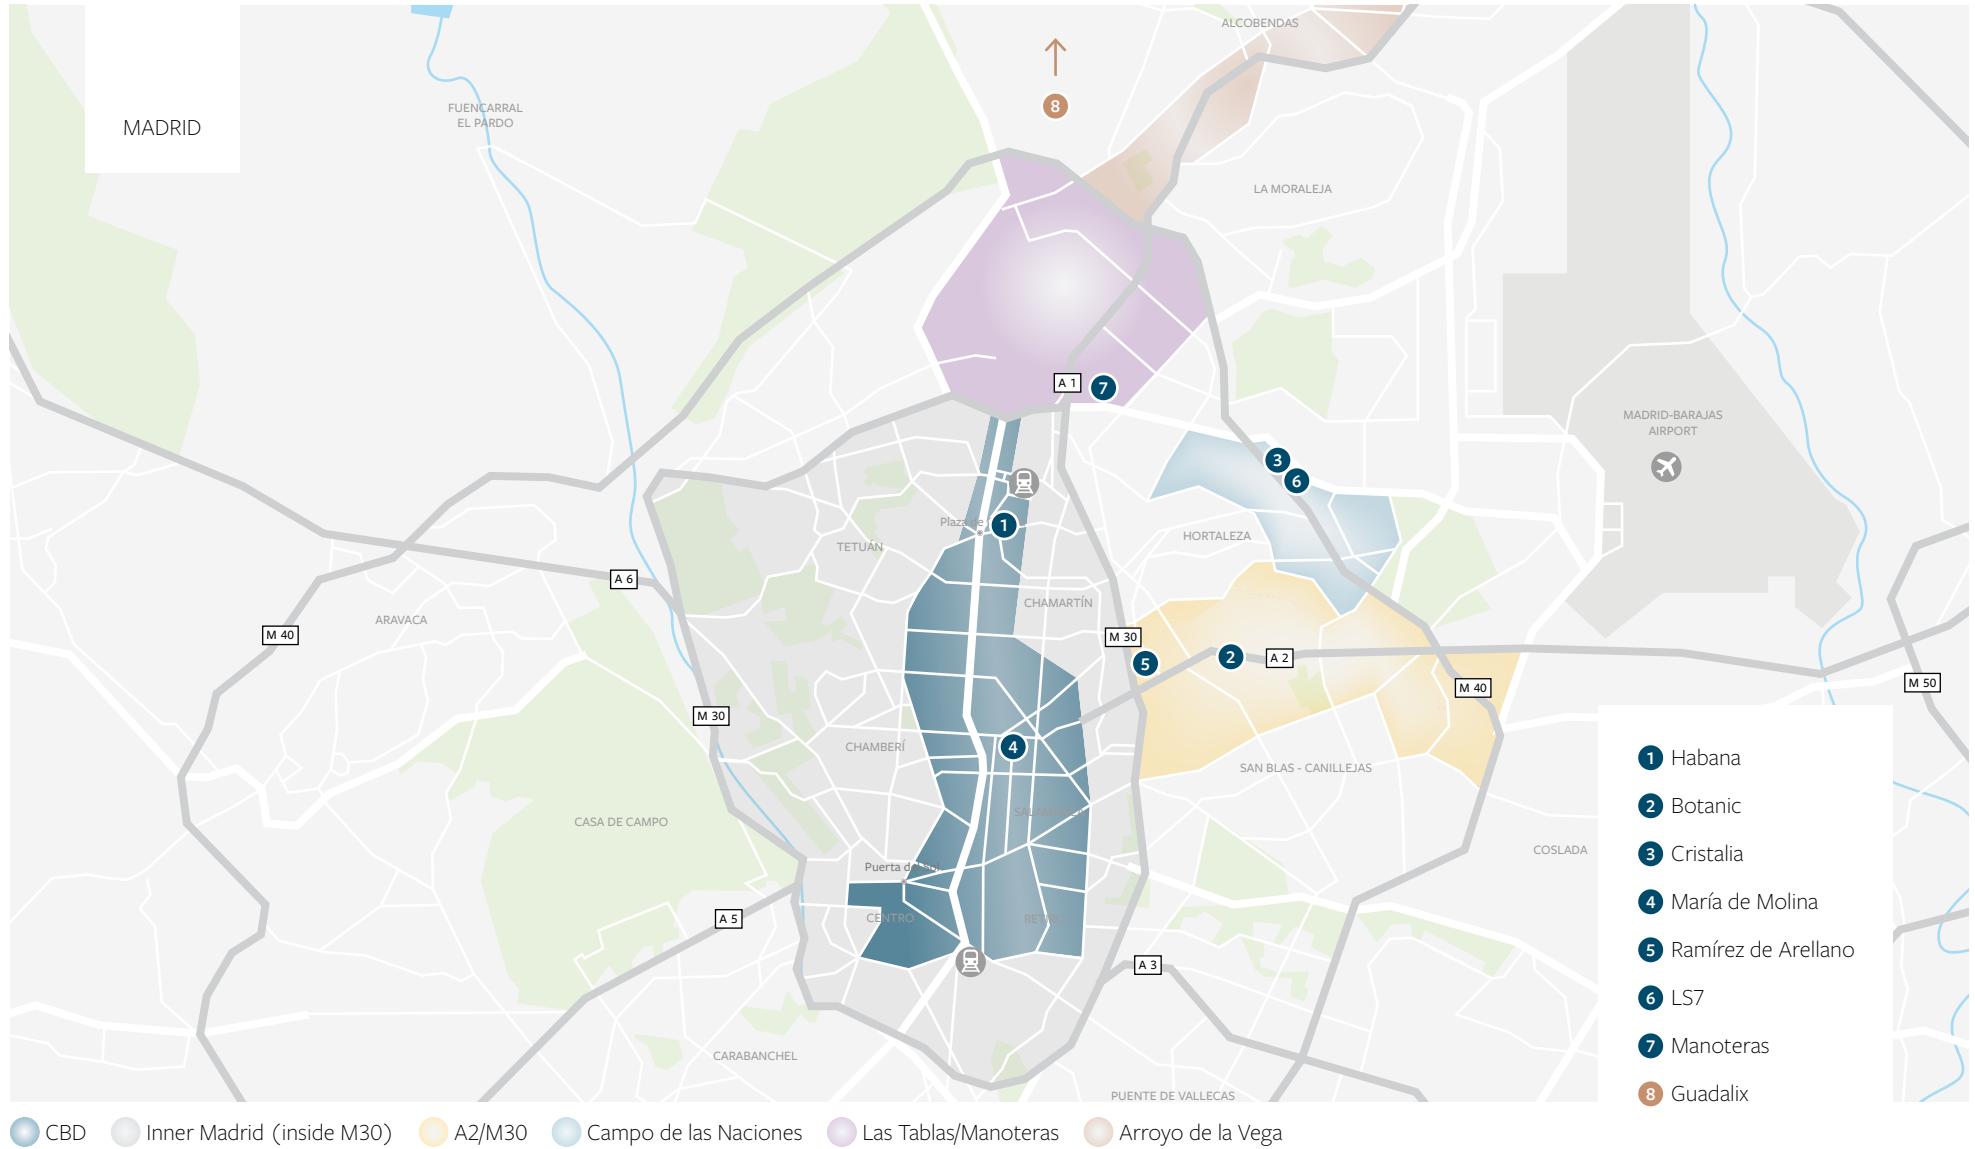 MADRID
ALCOBENDAS
8
FUENCARRAL
EL PARDO
LA MORALEJA
A 1
7
MADRID-BARAJAS
AIRPORT
3
6
Plaza de
1
HORTALEZA
TETUÁN
A 6
CHAMARTÍN
ARAVACA
M 40
M 30
5
2
A 2
M 40
M 50
M 30
CHAMBERÍ
4
SAN BLAS - CANILLEJAS
CASA DE CAMPO
COSLADA
Puerta del Sol
CENTRO
RETIRO
A 5
A 3
CARABANCHEL
PUENTE DE VALLECAS
1 Habana
2 Botanic
3 Cristalia
4 María de Molina
5 Ramírez de Arellano
6 LS7
7 Manoteras
8 Guadalix
CBD
Inner Madrid (inside M30)
A2/M30
Campo de las Naciones
Las Tablas/Manoteras
Arroyo de la Vega